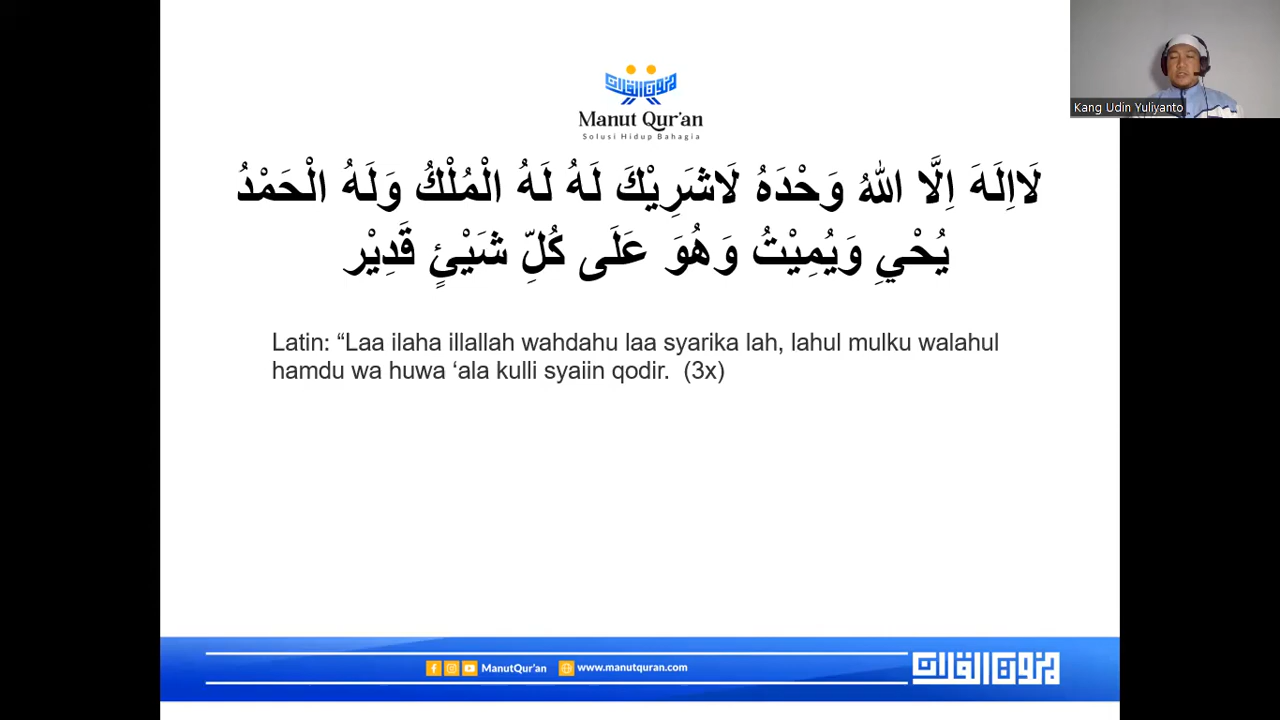 Kang Udin Yuliyanto
Manut Qur'an
Solusi Hidup Bahagia
لَااِلَهَ اِلَّا اللهُ وَحْدَهُ لَاشَرِيْكَ لَهُ لَهُ الْمُلْكُ وَلَهُ الْحَمْدُ
يُحْيِ وَيُمِيْتُ وَهُوَ عَلَى كُلِّ شَيْئٍ قَدِيْر
Latin: “Laa ilaha illallah wahdahu laa syarika lah, lahul mulku walahul
hamdu wa huwa ‘ala kulli syaiin qodir.  (3x)
ManutQur'an www.manutquran.com